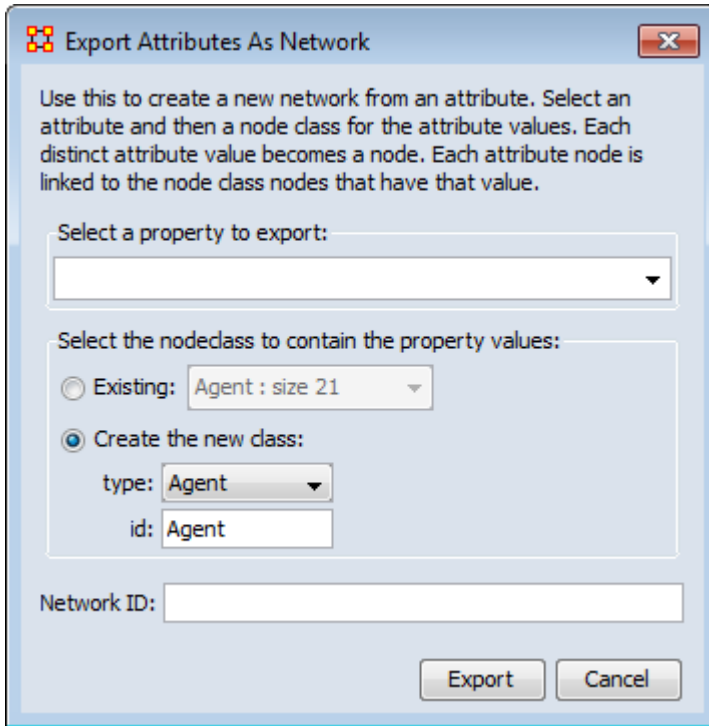 Export Attributes As Network
Use this to create a new network from an attribute. Select an
attribute and then a node class for the attribute values. Each
distinct attribute value becomes a node. Each attribute node is
linked to the node class nodes that have that value.
Select a property to export:
Select the nodeclass to contain the property values:
Existing: Agent : size 21
Create the new class:
type: Agent
id: Agent
Network ID:
Export Cancel